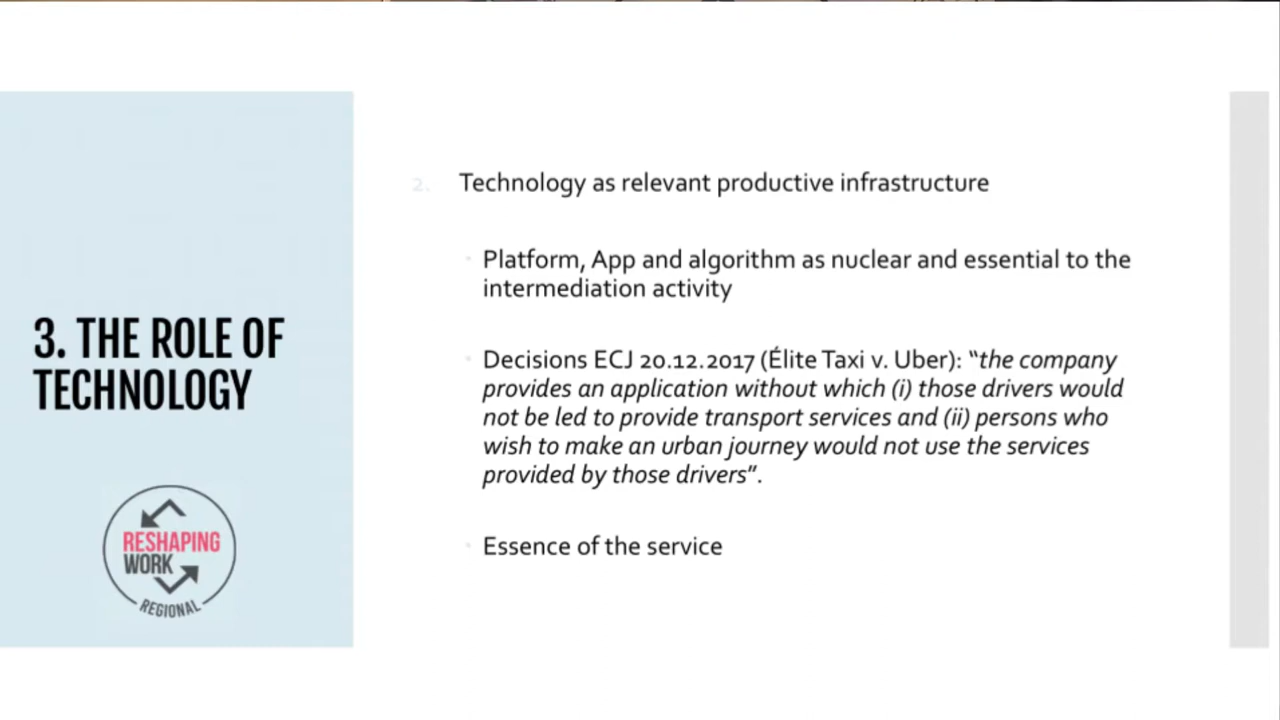 3. THE ROLE OF
TECHNOLOGY
RESHAPING
WORK
REGIONAL
2. Technology as relevant productive infrastructure
Platform, App and algorithm as nuclear and essential to the
intermediation activity
Decisions ECJ 20.12.2017 (Élite Taxi v. Uber): “the company
provides an application without which (i) those drivers would
not be led to provide transport services and (ii) persons who
wish to make an urban journey would not use the services
provided by those drivers”.
Essence of the service